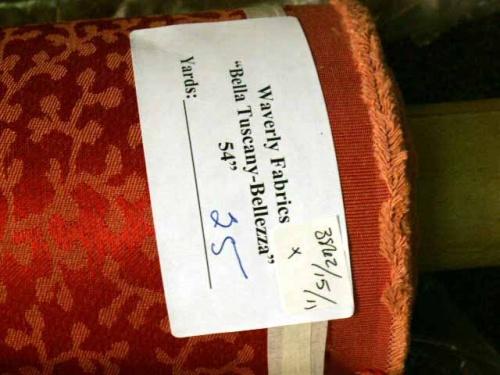 Waverly Fabrics
“Bella Tuscany-Bellezza”
54”
Yards: 25
x